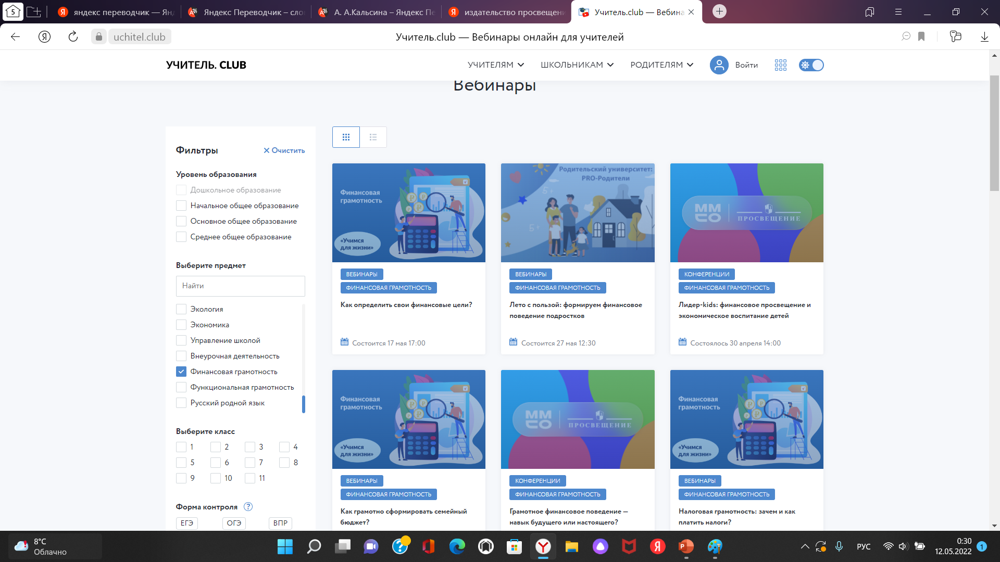 5
яндекс переводчик — Янд
Яндекс Переводчик – сло
А. А.Кальсина – Яндекс Пе
издательство просвещени
Учитель.club — Вебина
uchitel.club
Учитель.club — Вебинары онлайн для учителей
УЧИТЕЛЬ. CLUB
УЧИТЕЛЯМ
ШКОЛЬНИКАМ
РОДИТЕЛЯМ
Войти
Вебинары
Фильтры
Очистить
Уровень образования
Дошкольное образование
Начальное общее образование
Основное общее образование
Среднее общее образование
Выберите предмет
Найти
Экология
Экономика
Управление школой
Внеурочная деятельность
Финансовая грамотность
Функциональная грамотность
Русский родной язык
Выберите класс
1 2 3 4
5 6 7 8
9 10 11
Форма контроля ?
ЕГЭ ОГЭ ВПР
Финансовая
грамотность
«Учимся
для жизни»
ВЕБИНАРЫ
ФИНАНСОВАЯ ГРАМОТНОСТЬ
Как определить свои финансовые цели?
Состоится 17 мая 17:00
Родительский университет:
PRO-Родители
5+
5+
ВЕБИНАРЫ
ФИНАНСОВАЯ ГРАМОТНОСТЬ
Лето с пользой: формируем финансовое
поведение подростков
Состоится 27 мая 12:30
ММ
СО
ПРОСВЕЩЕНИЕ
КОНФЕРЕНЦИИ
ФИНАНСОВАЯ ГРАМОТНОСТЬ
Лидер-kids: финансовое просвещение и
экономическое воспитание детей
Состоялось 30 апреля 14:00
Финансовая
грамотность
«Учимся
для жизни»
ВЕБИНАРЫ
ФИНАНСОВАЯ ГРАМОТНОСТЬ
Как грамотно сформировать семейный
бюджет?
ММ
СО
ПРОСВЕЩЕНИЕ
КОНФЕРЕНЦИИ
ФИНАНСОВАЯ ГРАМОТНОСТЬ
Грамотное финансовое поведение —
навык будущего или настоящего?
Финансовая
грамотность
«Учимся
для жизни»
ВЕБИНАРЫ
ФИНАНСОВАЯ ГРАМОТНОСТЬ
Налоговая грамотность: зачем и как
платить налоги?
8°C
Облачно
РУС
0:30
12.05.2022
1